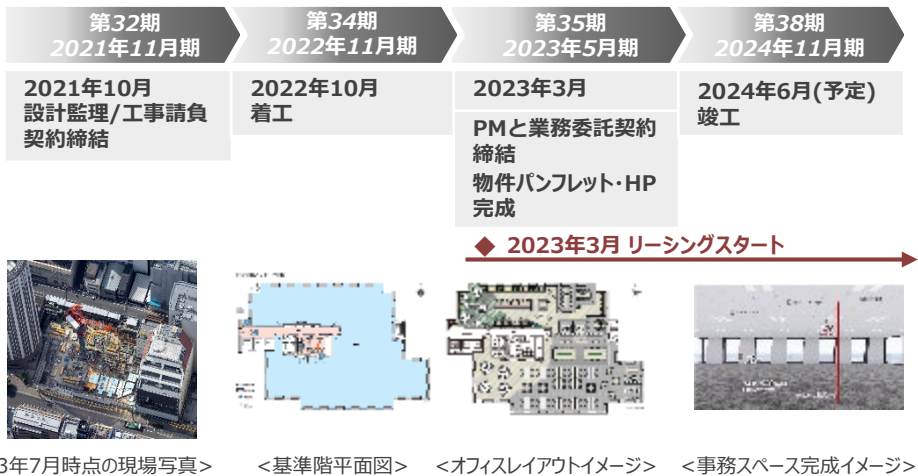 第32期
2021年11月期
第34期
2022年11月期
第35期
2023年5月期
第38期
2024年11月期
2021年10月
設計監理/工事請負
契約締結
2022年10月
着工
2023年3月
PMと業務委託契約
締結
物件パンフレット・HP
完成
2024年6月(予定)
竣工
◆ 2023年3月 リーシングスタート
3年7月時点の現場写真>
<基準階平面図>
<オフィスレイアウトイメージ>
<事務スペース完成イメージ>